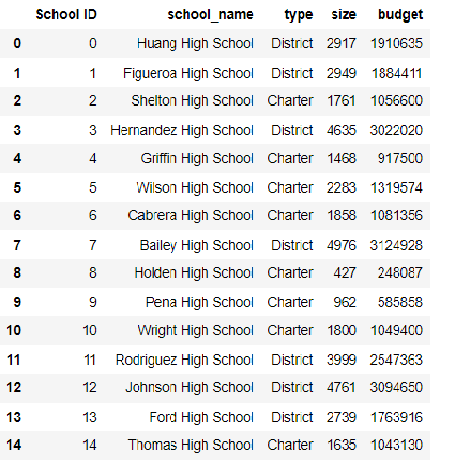 School ID school_name type size budget
0 0 Huang High School District 2917 1910635
1 1 Figueroa High School District 2949 1884411
2 2 Shelton High School Charter 1761 1056600
3 3 Hernandez High School District 4635 3022020
4 4 Griffin High School Charter 1468 917500
5 5 Wilson High School Charter 2283 1319574
6 6 Cabrera High School Charter 1858 1081356
7 7 Bailey High School District 4976 3124928
8 8 Holden High School Charter 427 248087
9 9 Pena High School Charter 962 585858
10 10 Wright High School Charter 1800 1049400
11 11 Rodriguez High School District 3999 2547363
12 12 Johnson High School District 4761 3094650
13 13 Ford High School District 2739 1763916
14 14 Thomas High School Charter 1635 1043130